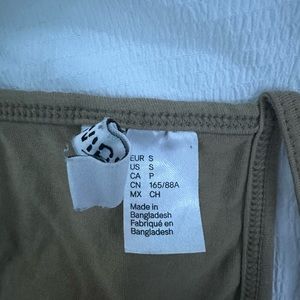 EUR S
US S
CA P
CN 165/88A
MX CH
Made in
Bangladesh
Fabriqué en
Bangladesh